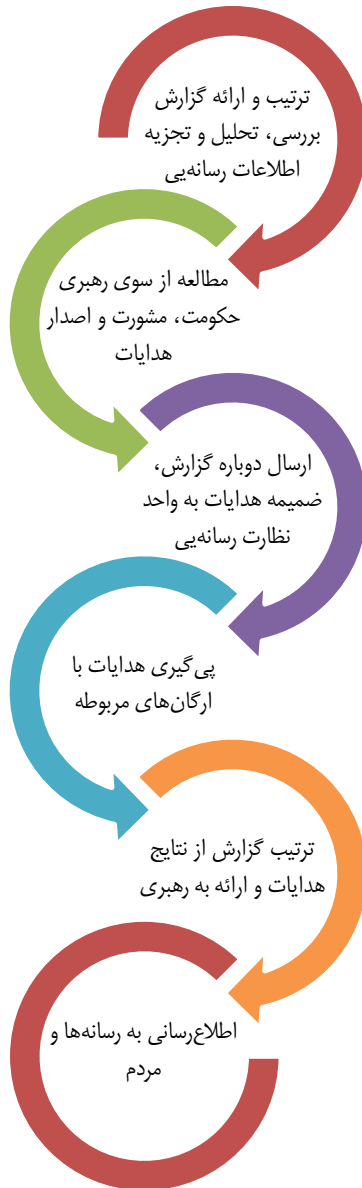 ترتیب و ارائه گزارش
بررسی، تحلیل و تجزیه
اطلاعات رسانه‌یی
مطالعه از سوی رهبری
حکومت، مشورت و اصدار
هدایات
ارسال دوباره گزارش،
ضمیمه هدایات به واحد
نظارت رسانه‌یی
پی‌گیری هدایات با
ارگان‌های مربوطه
ترتیب گزارش از نتایج
هدایات و ارائه به رهبری
اطلاع‌رسانی به رسانه‌ها و
مردم